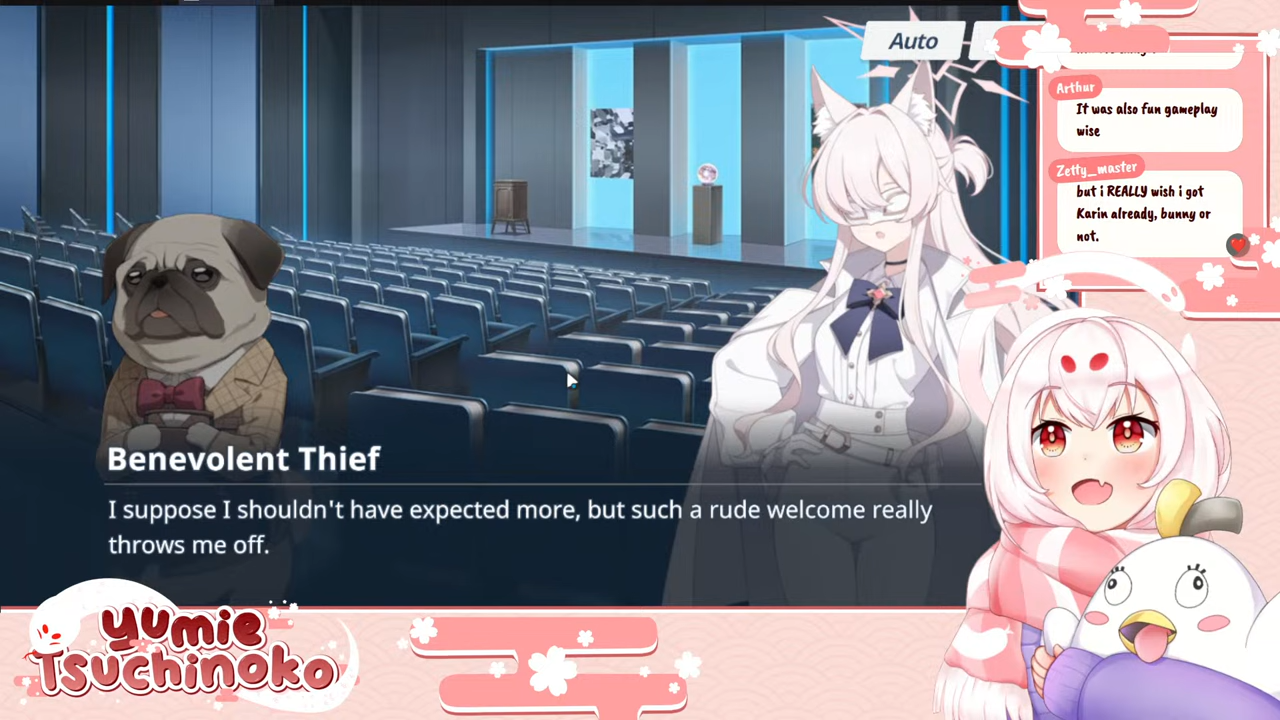 Auto
Arthur
It was also fun gameplay
wise
Zetty_master
but i REALLY wish i got
Karin already, bunny or
not.
Benevolent Thief
I suppose I shouldn't have expected more, but such a rude welcome really
throws me off.
yumie
Tsuchinoko